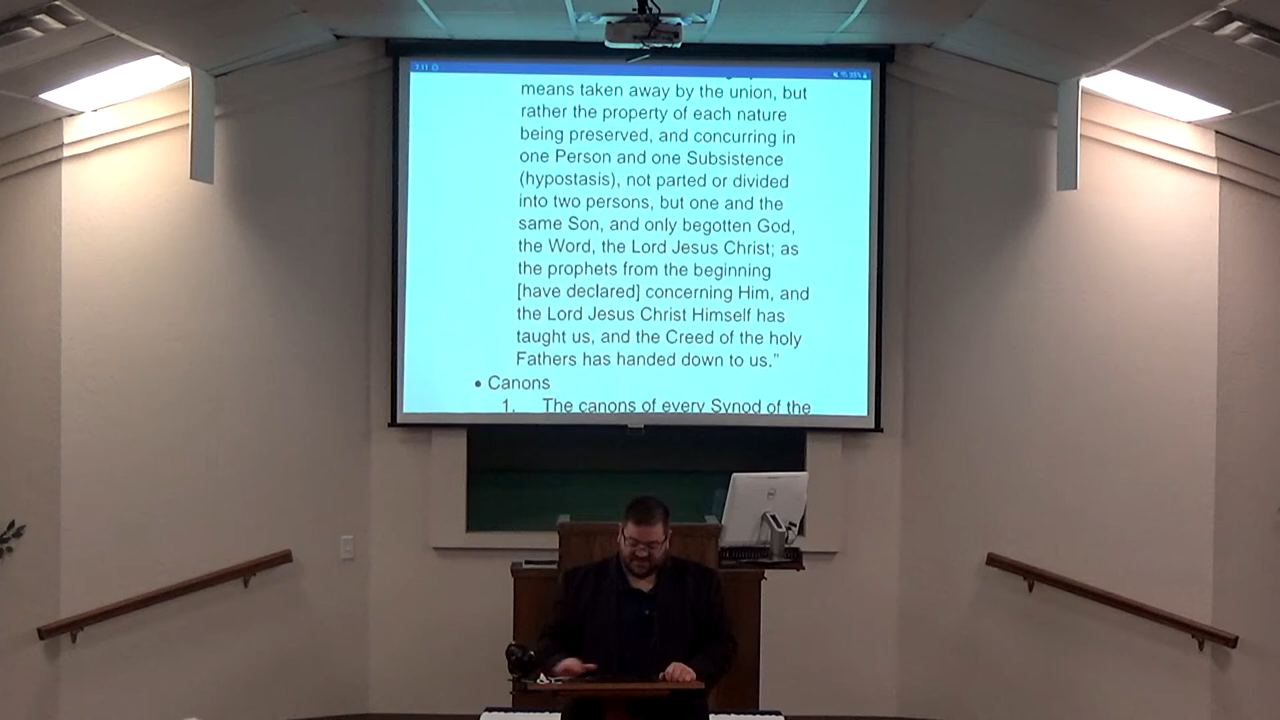 7:11
means taken away by the union, but
rather the property of each nature
being preserved, and concurring in
one Person and one Subsistence
(hypostasis), not parted or divided
into two persons, but one and the
same Son, and only begotten God,
the Word, the Lord Jesus Christ; as
the prophets from the beginning
[have declared] concerning Him, and
the Lord Jesus Christ Himself has
taught us, and the Creed of the holy
Fathers has handed down to us."
• Canons
1. The canons of every Synod of the